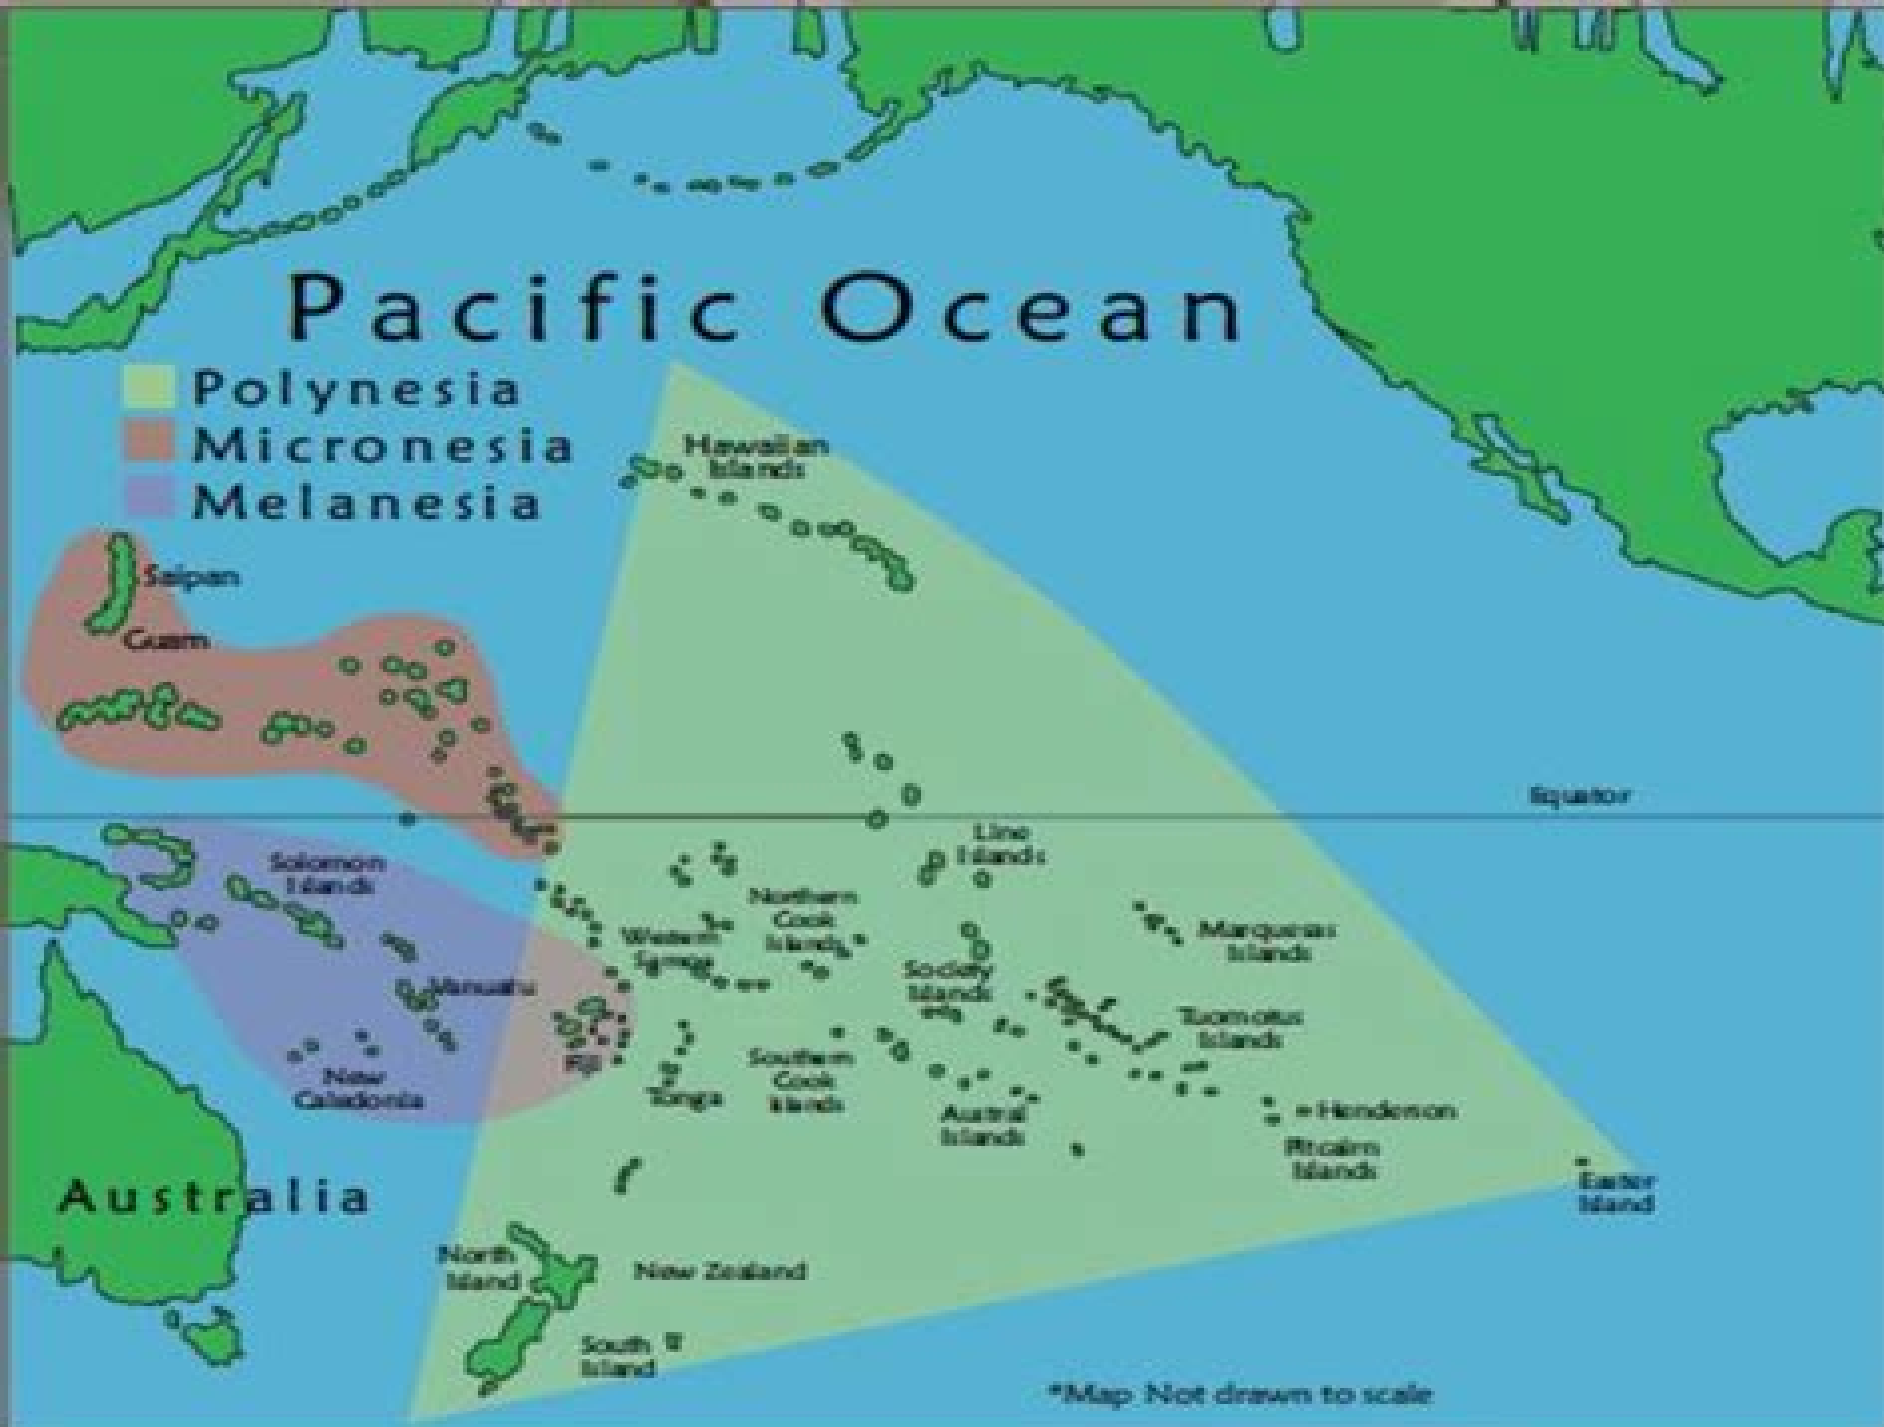 Pacific Ocean
Polynesia
Micronesia
Melanesia
Hawaiian
Islands
Saipan
Guam
Equator
Line
Islands
Solomon
Islands
Northern
Cook
Islands
Western
Samoa
Marquesas
Islands
Society
Islands
Vanuatu
Tuomotus
Islands
Fiji
Southern
Cook
Islands
New
Caledonia
Tonga
Austral
Islands
Henderson
Pitcairn
Islands
Easter
Island
Australia
North
Island
New Zealand
South
Island
*Map Not drawn to scale